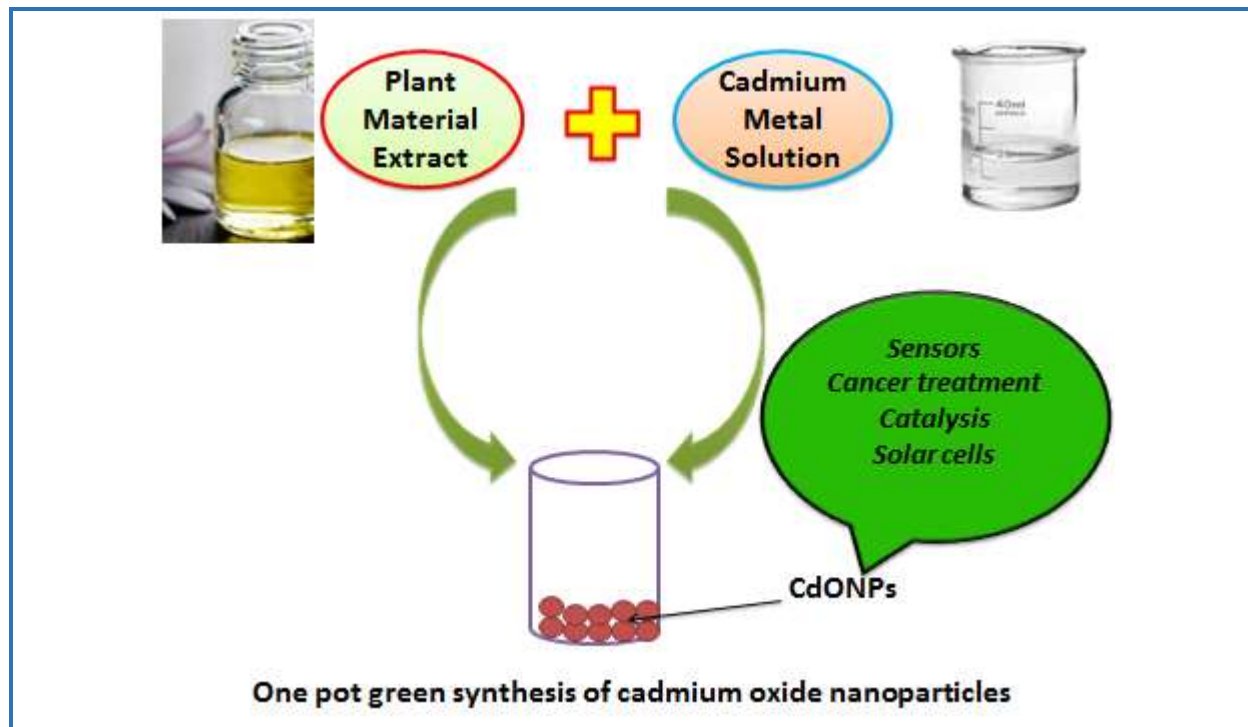 Plant
Material
Extract
Cadmium
Metal
Solution
40ml
Sensors
Cancer treatment
Catalysis
Solar cells
CdONPs
One pot green synthesis of cadmium oxide nanoparticles